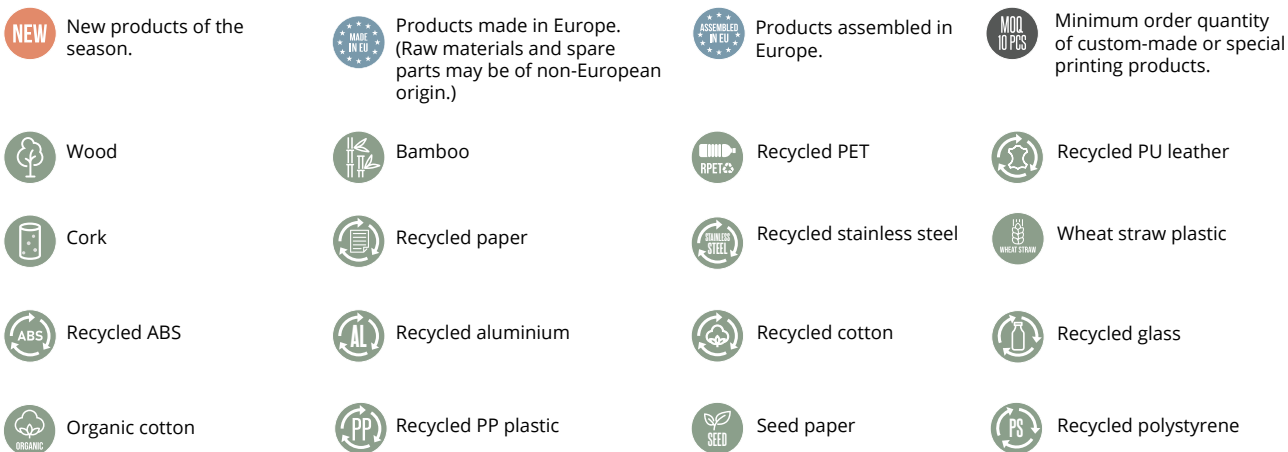 NEW
New products of the
season.
MADE
IN EU
Products made in Europe.
(Raw materials and spare
parts may be of non-European
origin.)
ASSEMBLED
IN EU
Products assembled in
Europe.
MOQ
10 PCS
Minimum order quantity
of custom-made or special
printing products.
Wood
Bamboo
RPET
Recycled PET
Recycled PU leather
Cork
Recycled paper
STAINLESS
STEEL
Recycled stainless steel
WHEAT STRAW
Wheat straw plastic
ABS
Recycled ABS
AL
Recycled aluminium
Recycled cotton
Recycled glass
ORGANIC
Organic cotton
PP
Recycled PP plastic
SEED
Seed paper
PS
Recycled polystyrene